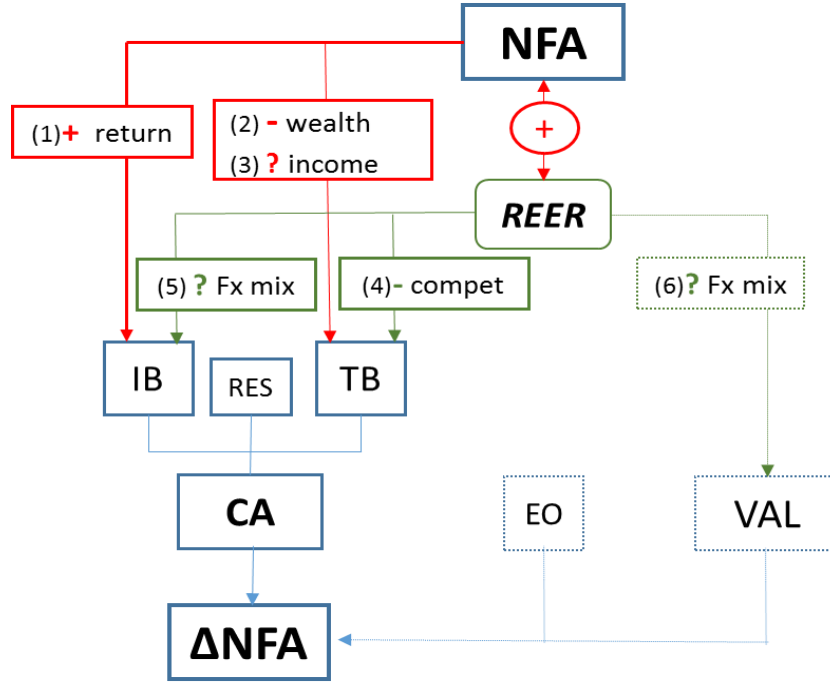 NFA
(1)+ return
(2) - wealth
(3) ? income
+
REER
(5) ? Fx mix
(4)- compet
(6)? Fx mix
IB
RES
TB
CA
EO
VAL
ΔNFA